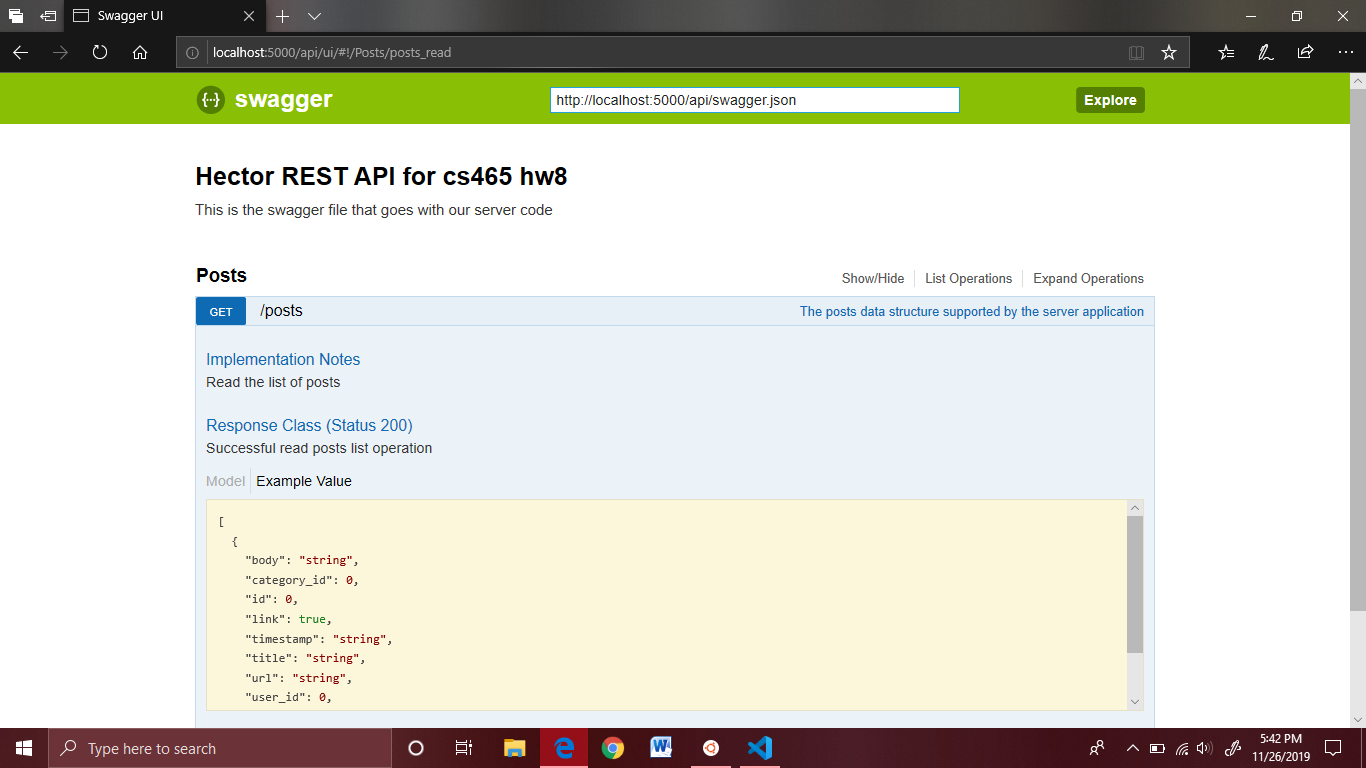 Swagger UI
localhost:5000/api/ui/#!/Posts/posts_read
{··} swagger
http://localhost:5000/api/swagger.json
Explore
Hector REST API for cs465 hw8
This is the swagger file that goes with our server code
Posts
Show/Hide
List Operations
Expand Operations
GET /posts
The posts data structure supported by the server application
Implementation Notes
Read the list of posts
Response Class (Status 200)
Successful read posts list operation
Model Example Value
[
{
"body": "string",
"category_id": 0,
"id": 0,
"link": true,
"timestamp": "string",
"title": "string",
"url": "string",
"user_id": 0,
Type here to search
5:42 PM
11/26/2019